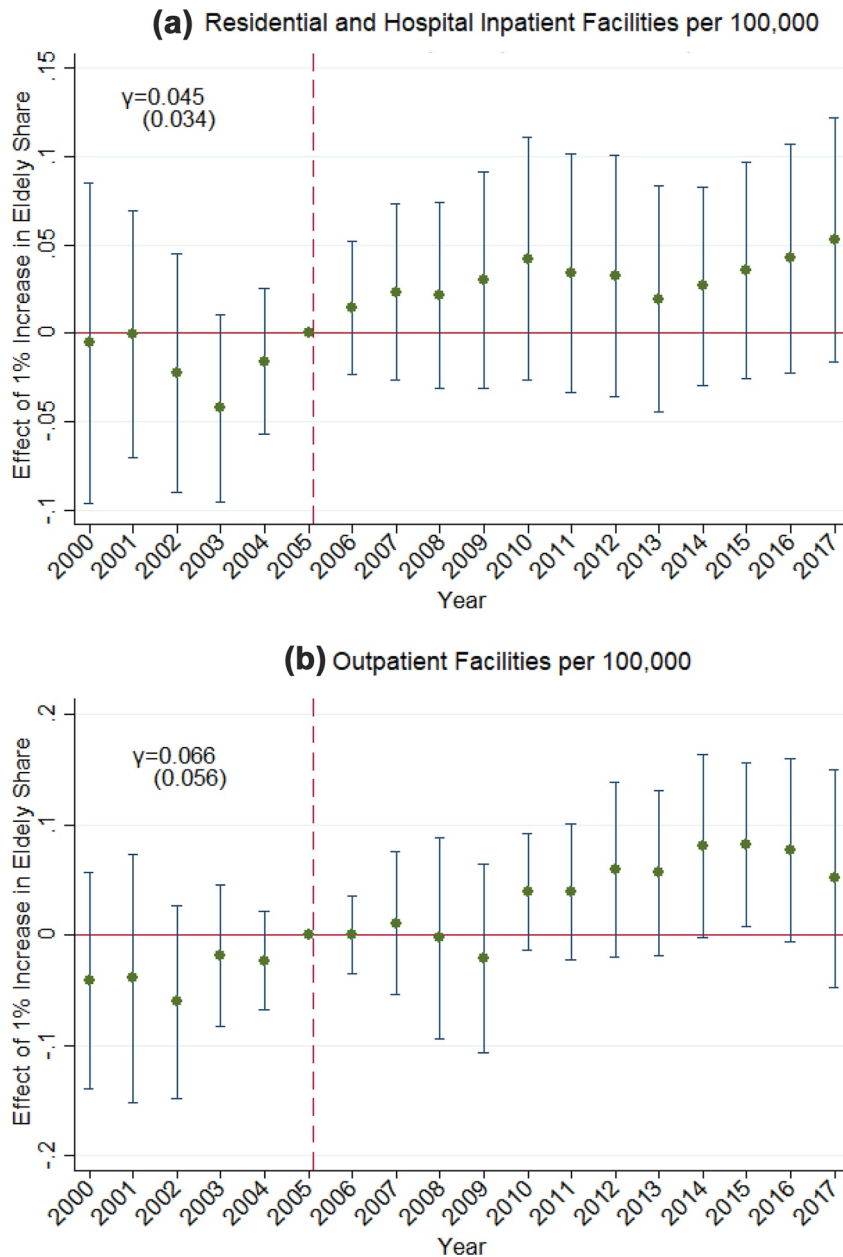 (a) Residential and Hospital Inpatient Facilities per 100,000
γ=0.045
(0.034)
Effect of 1% Increase in Eldely Share
.15
.1
.05
0
-.05
-.1
2000 2001 2002 2003 2004 2005 2006 2007 2008 2009 2010 2011 2012 2013 2014 2015 2016 2017
Year
(b) Outpatient Facilities per 100,000
γ=0.066
(0.056)
Effect of 1% Increase in Eldely Share
.2
.1
0
-.1
-.2
2000 2001 2002 2003 2004 2005 2006 2007 2008 2009 2010 2011 2012 2013 2014 2015 2016 2017
Year